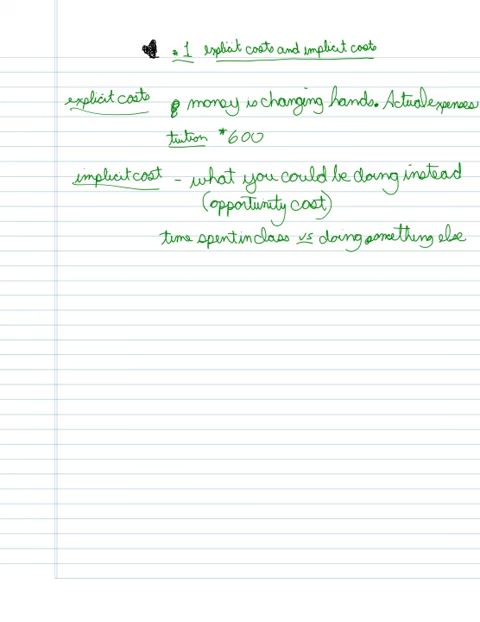 .1 explicit costs and implicit costs
explicit costs money is changing hands. Actual expenses
tution $600
implicit cost - what you could be doing instead
(opportunity cost)
time spent in class vs doing something else